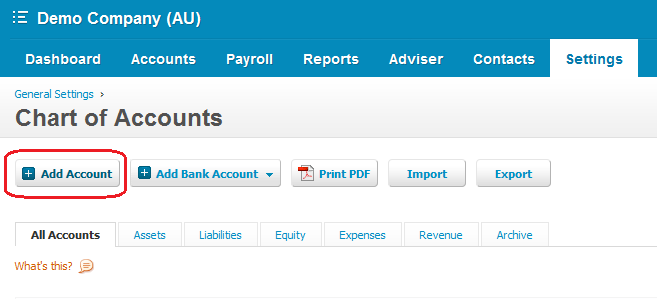 Demo Company (AU)
Dashboard Accounts Payroll Reports Adviser Contacts Settings
General Settings ›
Chart of Accounts
Add Account Add Bank Account Print PDF Import Export
All Accounts Assets Liabilities Equity Expenses Revenue Archive
What's this?